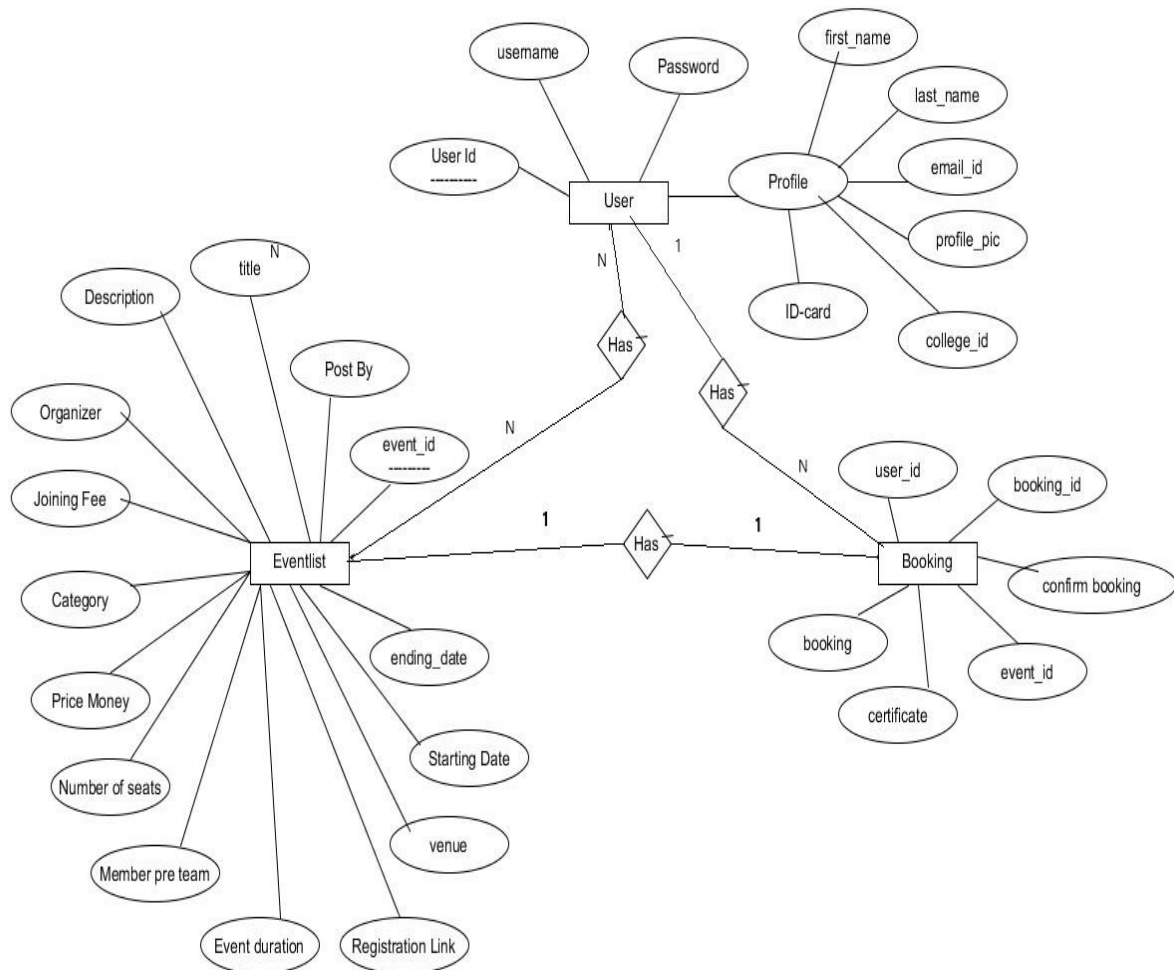 first_name
username
Password
last_name
User Id
----------
email_id
Profile
User
profile_pic
N
1
N
title
Description
ID-card
college_id
Has
Post By
Has
Organizer
N
event_id
---------
N
user_id
booking_id
Joining Fee
1
1
Has
Eventlist
Booking
Category
confirm booking
booking
ending_date
event_id
Price Money
certificate
Starting Date
Number of seats
venue
Member pre team
Event duration
Registration Link